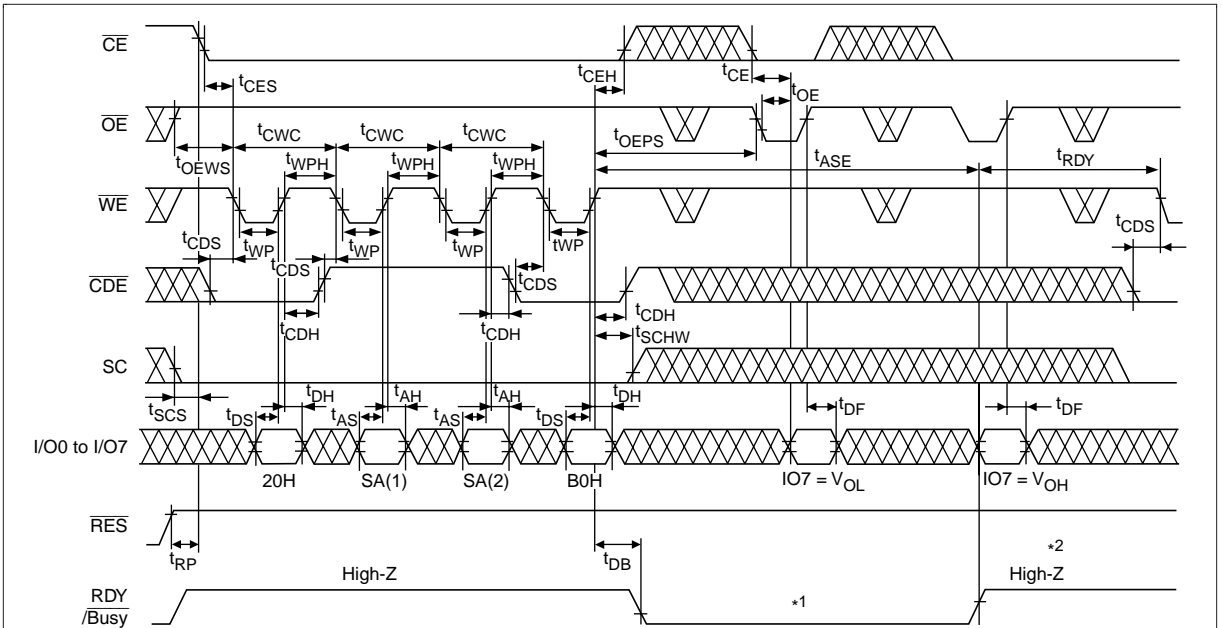 CE
tCES
tCEH
tCE
tOE
OE
tOEWS
tCWC
tCWC
tCWC
tOEPS
tWPH
tWPH
tWPH
tASE
tRDY
WE
tCDS
tWP
tWP
tWP
tWP
tCDS
tCDS
tCDS
CDE
tCDH
tCDH
tCDH
tSCHW
SC
tSCS
tDS
tDH
tAS
tAH
tAS
tAH
tDS
tDH
tDF
tDF
I/O0 to I/O7
20H
SA(1)
SA(2)
B0H
IO7 = VOL
IO7 = VOH
RES
tRP
tDB
*2
High-Z
High-Z
RDY
/Busy
*1